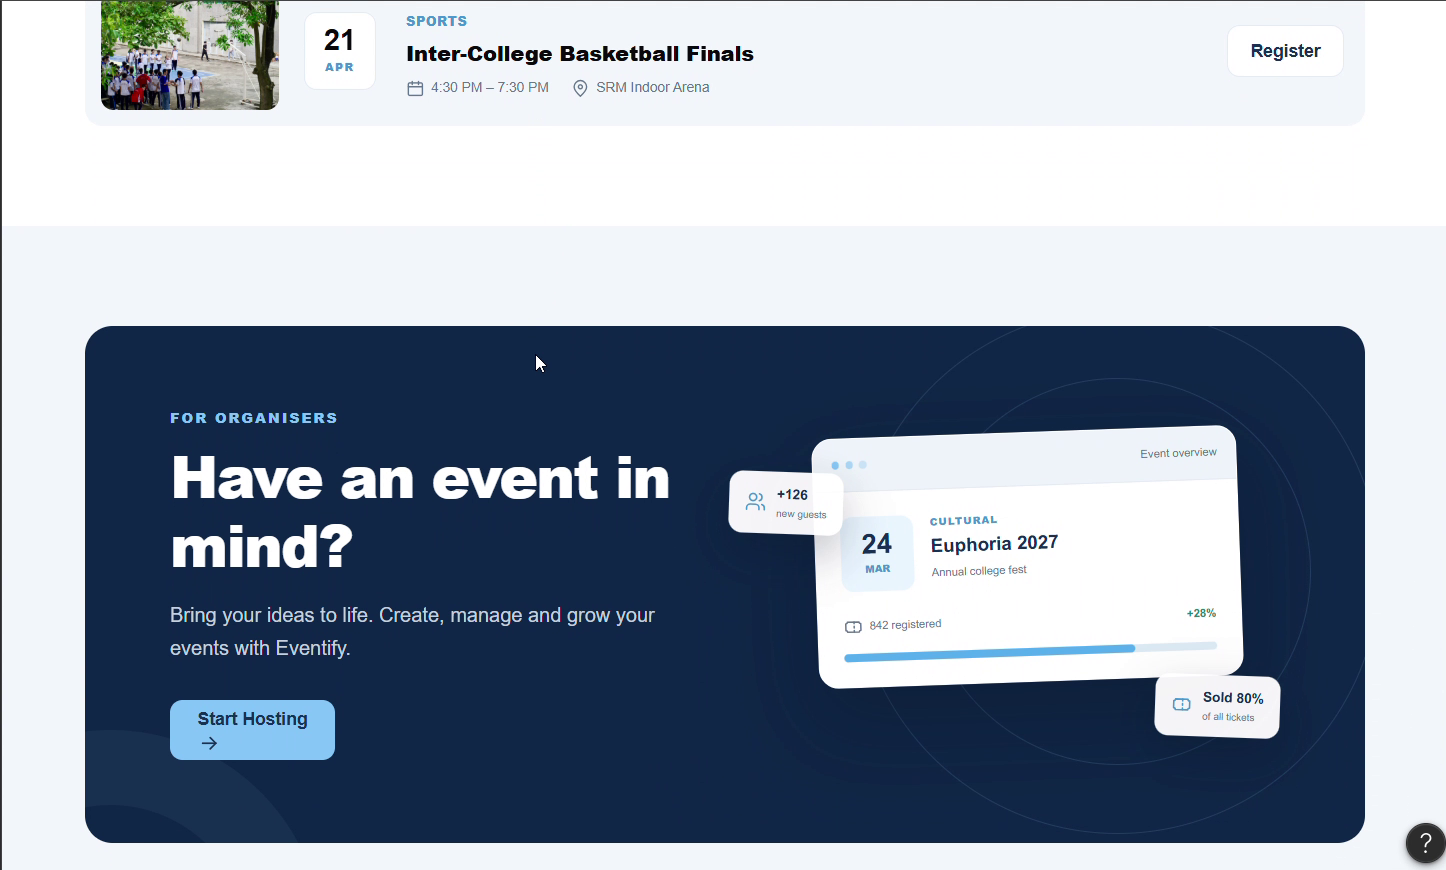 21
APR
SPORTS
Inter-College Basketball Finals
4:30 PM – 7:30 PM
SRM Indoor Arena
Register
FOR ORGANISERS
Have an event in
mind?
Bring your ideas to life. Create, manage and grow your
events with Eventify.
Start Hosting
→
Event overview
+126
new guests
24
MAR
CULTURAL
Euphoria 2027
Annual college fest
842 registered
+28%
Sold 80%
of all tickets
?